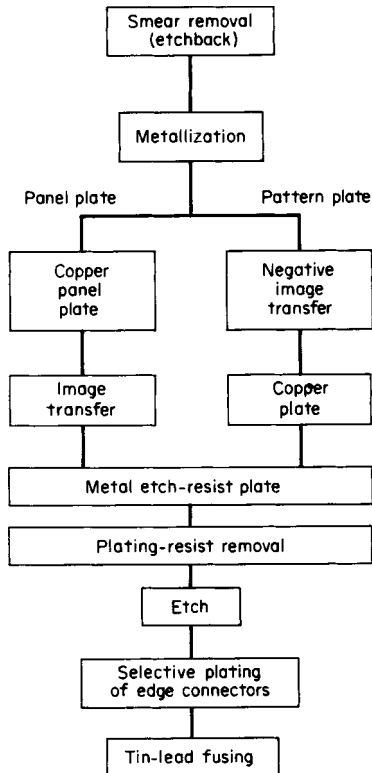 Smear removal
(etchback)
Metallization
Panel plate
Pattern plate
Copper
panel
plate
Negative
image
transfer
Image
transfer
Copper
plate
Metal etch-resist plate
Plating-resist removal
Etch
Selective plating
of edge connectors
Tin-lead fusing